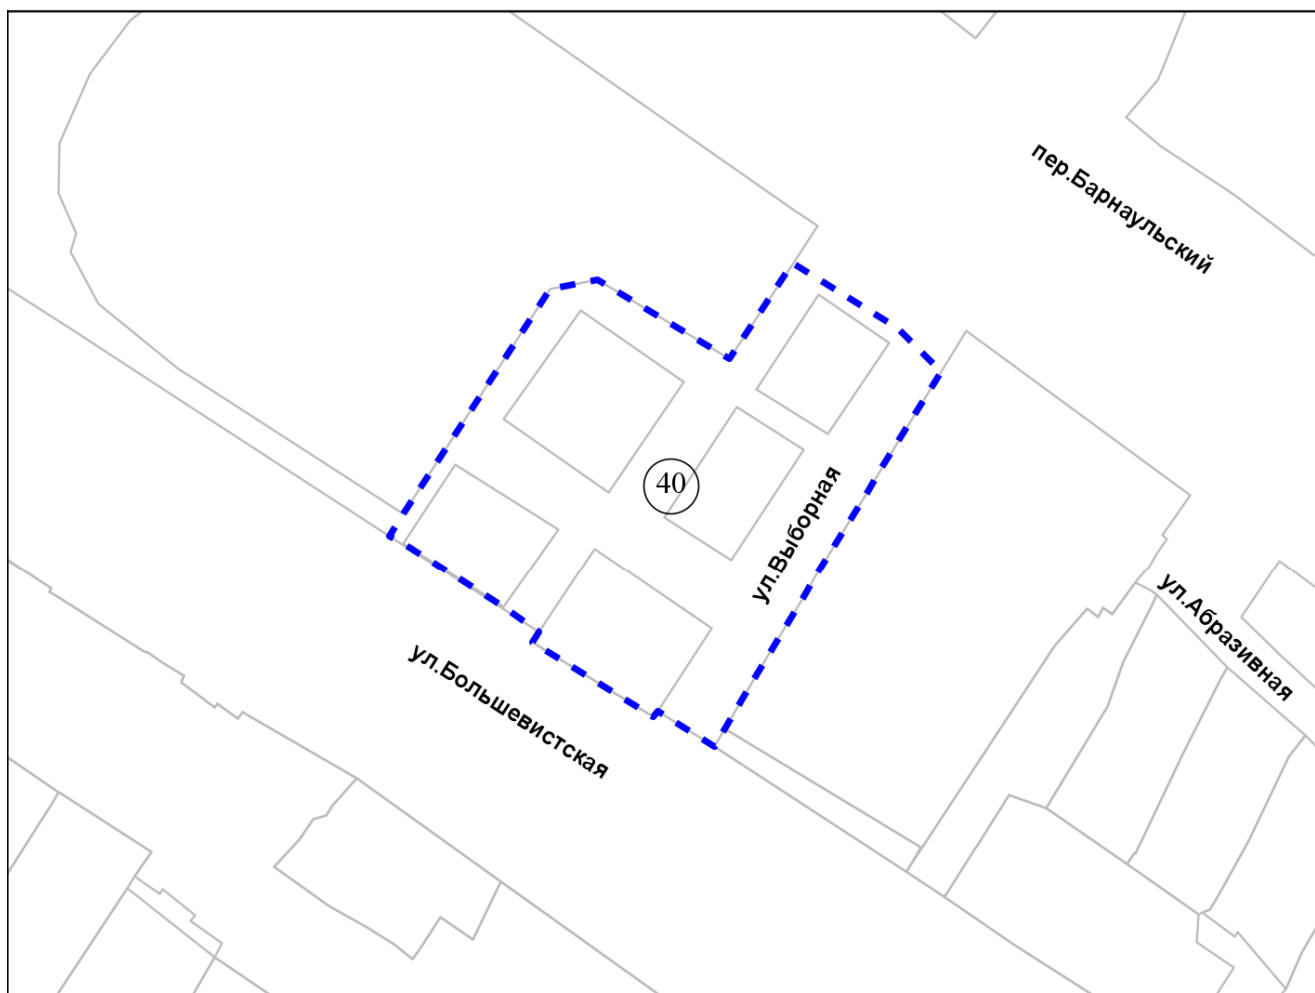 пер.Барнаульский
40
ул.Выборная
ул.Абразивная
ул.Большевистская